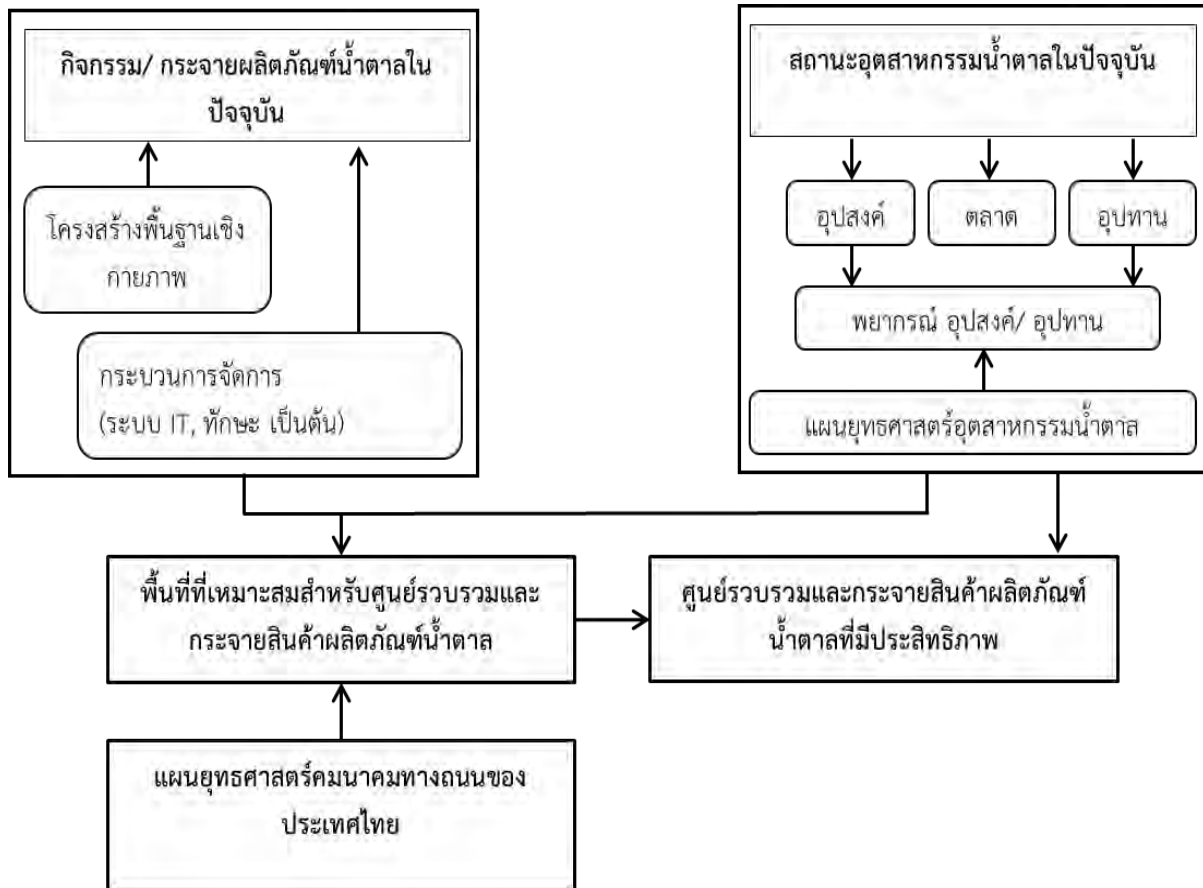 กิจกรรม/ กระจายผลิตภัณฑ์น้ำตาลใน
ปัจจุบัน
โครงสร้างพื้นฐานเชิง
กายภาพ
กระบวนการจัดการ
(ระบบ IT, ทักษะ เป็นต้น)
สถานะอุตสาหกรรมน้ำตาลในปัจจุบัน
อุปสงค์
ตลาด
อุปทาน
พยากรณ์ อุปสงค์/ อุปทาน
แผนยุทธศาสตร์อุตสาหกรรมน้ำตาล
พื้นที่ที่เหมาะสมสำหรับศูนย์รวบรวมและ
กระจายสินค้าผลิตภัณฑ์น้ำตาล
ศูนย์รวบรวมและกระจายสินค้าผลิตภัณฑ์
น้ำตาลที่มีประสิทธิภาพ
แผนยุทธศาสตร์คมนาคมทางถนนของ
ประเทศไทย